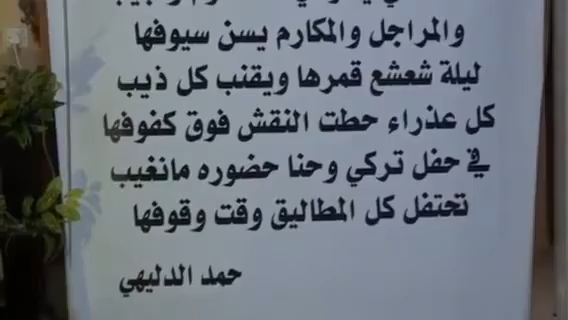 والمراجل والمكارم يسن سيوفها
ليلة شعشع قمرها ويقنب كل ذيب
كل عذراء حطت النقش فوق كفوفها
في حفل تركي وحنا حضوره مانغيب
تحتفل كل المطاليق وقت وقوفها
حمد الدليهي